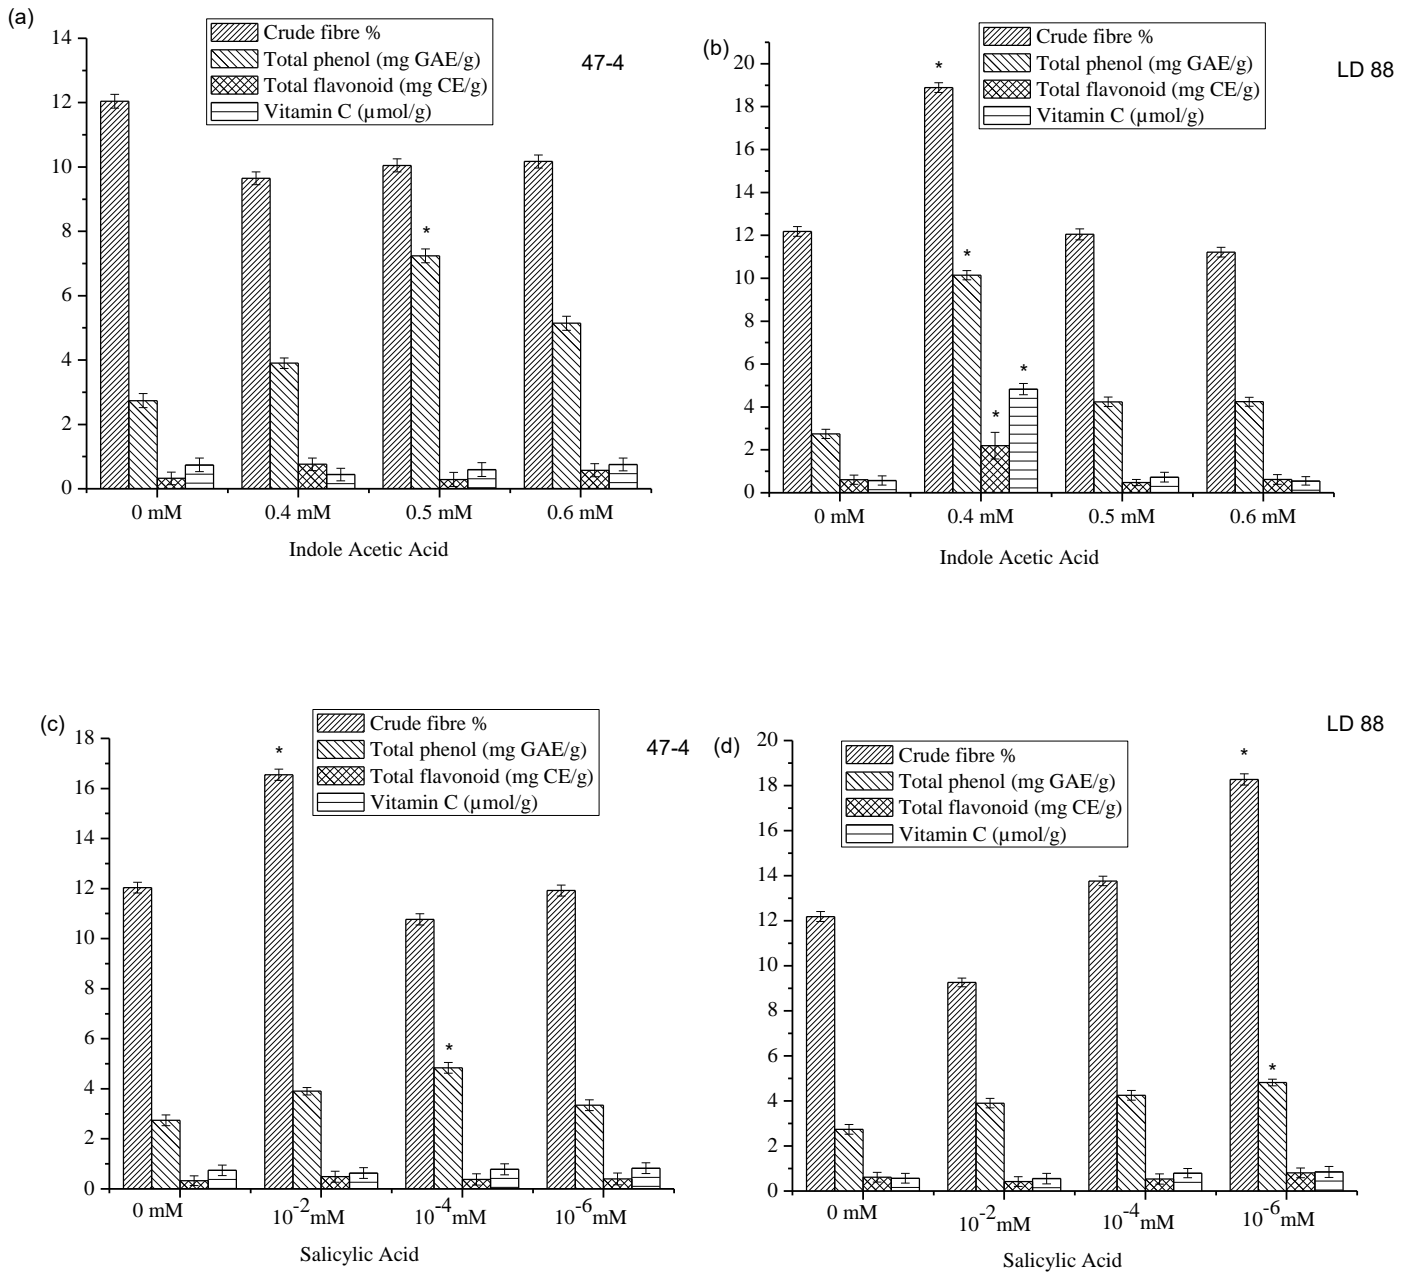 (a)
Crude fibre %
Total phenol (mg GAE/g)
Total flavonoid (mg CE/g)
Vitamin C (µmol/g)
47-4
14
12
10
8
6
4
2
0
*
0 mM 0.4 mM 0.5 mM 0.6 mM
Indole Acetic Acid
(b)
Crude fibre %
Total phenol (mg GAE/g)
Total flavonoid (mg CE/g)
Vitamin C (µmol/g)
LD 88
20
18
16
14
12
10
8
6
4
2
0
*
*
*
*
0 mM 0.4 mM 0.5 mM 0.6 mM
Indole Acetic Acid
(c)
Crude fibre %
Total phenol (mg GAE/g)
Total flavonoid (mg CE/g)
Vitamin C (µmol/g)
47-4
18
16
14
12
10
8
6
4
2
0
*
*
0 mM 10-2mM 10-4mM 10-6mM
Salicylic Acid
(d)
Crude fibre %
Total phenol (mg GAE/g)
Total flavonoid (mg CE/g)
Vitamin C (µmol/g)
LD 88
20
18
16
14
12
10
8
6
4
2
0
*
*
0 mM 10-2mM 10-4mM 10-6mM
Salicylic Acid